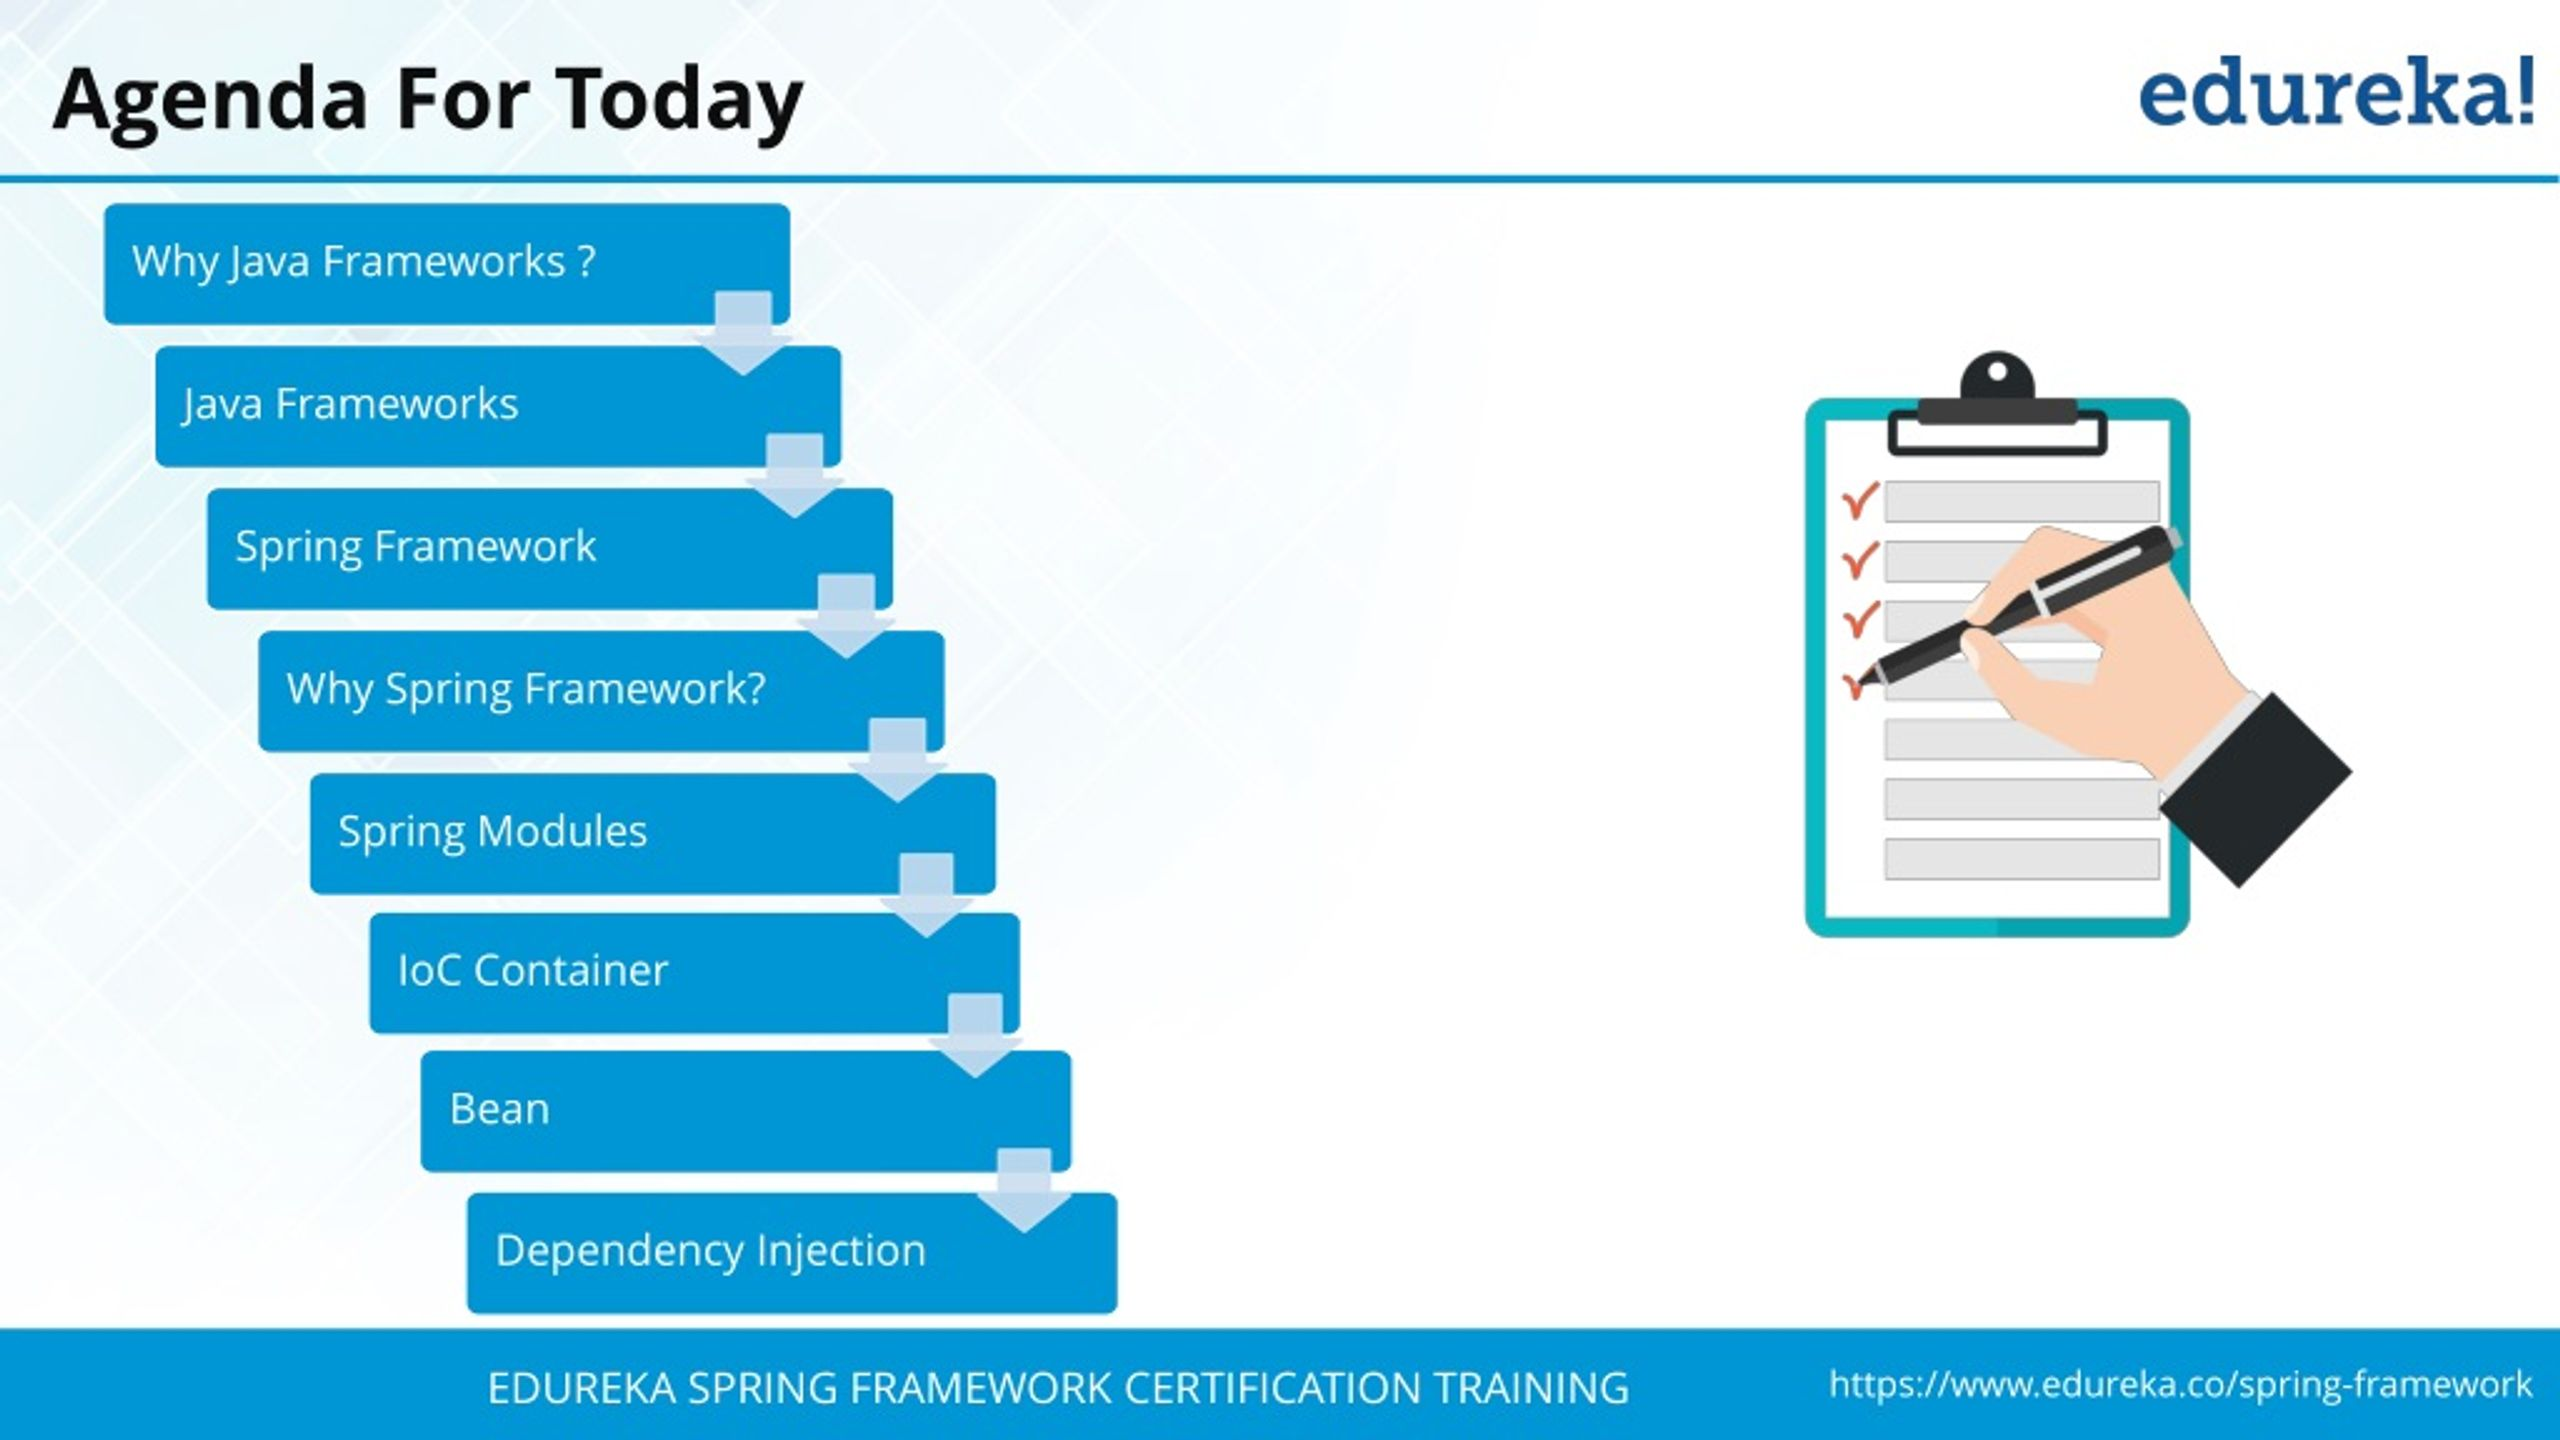 Agenda For Today
edureka!
Why Java Frameworks ?
Java Frameworks
Spring Framework
Why Spring Framework?
Spring Modules
IoC Container
Bean
Dependency Injection
EDUREKA SPRING FRAMEWORK CERTIFICATION TRAINING
https://www.edureka.co/spring-framework